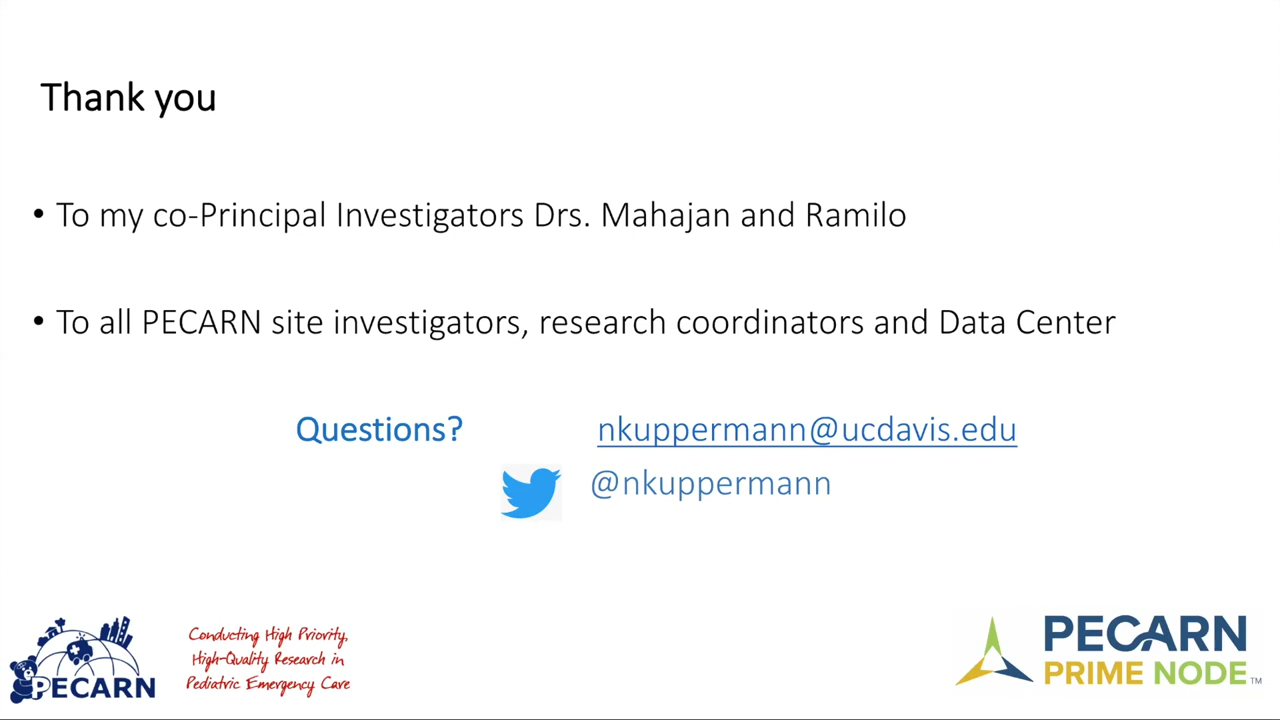 Thank you
• To my co-Principal Investigators Drs. Mahajan and Ramilo
• To all PECARN site investigators, research coordinators and Data Center
Questions? nkuppermann@ucdavis.edu
@nkuppermann
PECARN
Conducting High Priority,
High-Quality Research in
Pediatric Emergency Care
PECARN
PRIME NODE™